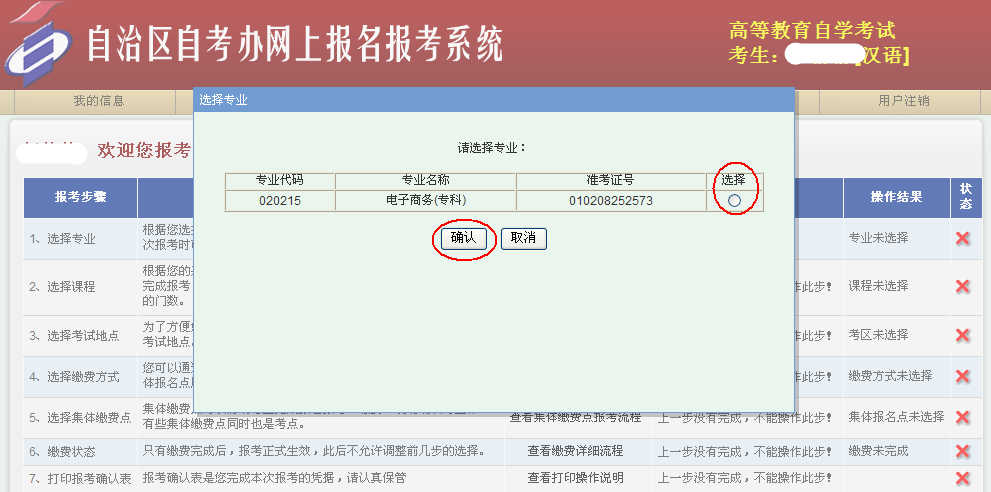 自治区自考办网上报名报考系统
高等教育自学考试
考生：
[汉语]
我的信息
用户注销
选择专业
欢迎您报考
请选择专业：
专业代码 专业名称 准考证号 选择
020215 电子商务(专科) 010208252573
确认 取消
报考步骤 操作结果 状态
1、选择专业 根据您选
次报考时
专业未选择
2、选择课程 根据您的
完成报考
的门数。
作此步！ 课程未选择
3、选择考试地点 为了方便
考试地点
作此步！ 考区未选择
4、选择缴费方式 您可以通
体报名点
作此步！ 缴费方式未选择
5、选择集体缴费点 集体缴费
有些集体缴费点同时也是考点。
查看集体缴费点报考流程 上一步没有完成，不能操作此步！ 集体报名点未选择
6、缴费状态 只有缴费完成后，报考正式生效，此后不允许调整前几步的选择。 查看缴费详细流程 上一步没有完成，不能操作此步！ 缴费未完成
7、打印报考确认表 报考确认表是您完成本次报考的凭据，请认真保管 查看打印操作说明 上一步没有完成，不能操作此步！